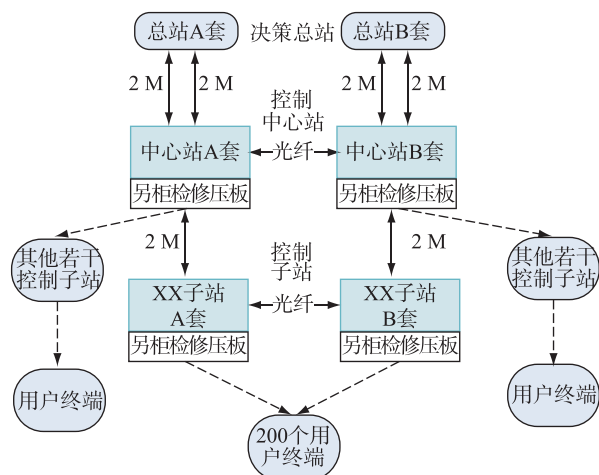 总站A套
决策总站
总站B套
2 M
2 M
2 M
2 M
控制
中心站
中心站A套
光纤
中心站B套
另柜检修压板
另柜检修压板
2 M
2 M
其他若干
控制子站
控制
子站
其他若干
控制子站
XX子站
A套
光纤
XX子站
B套
另柜检修压板
另柜检修压板
用户终端
用户终端
200个用
户终端